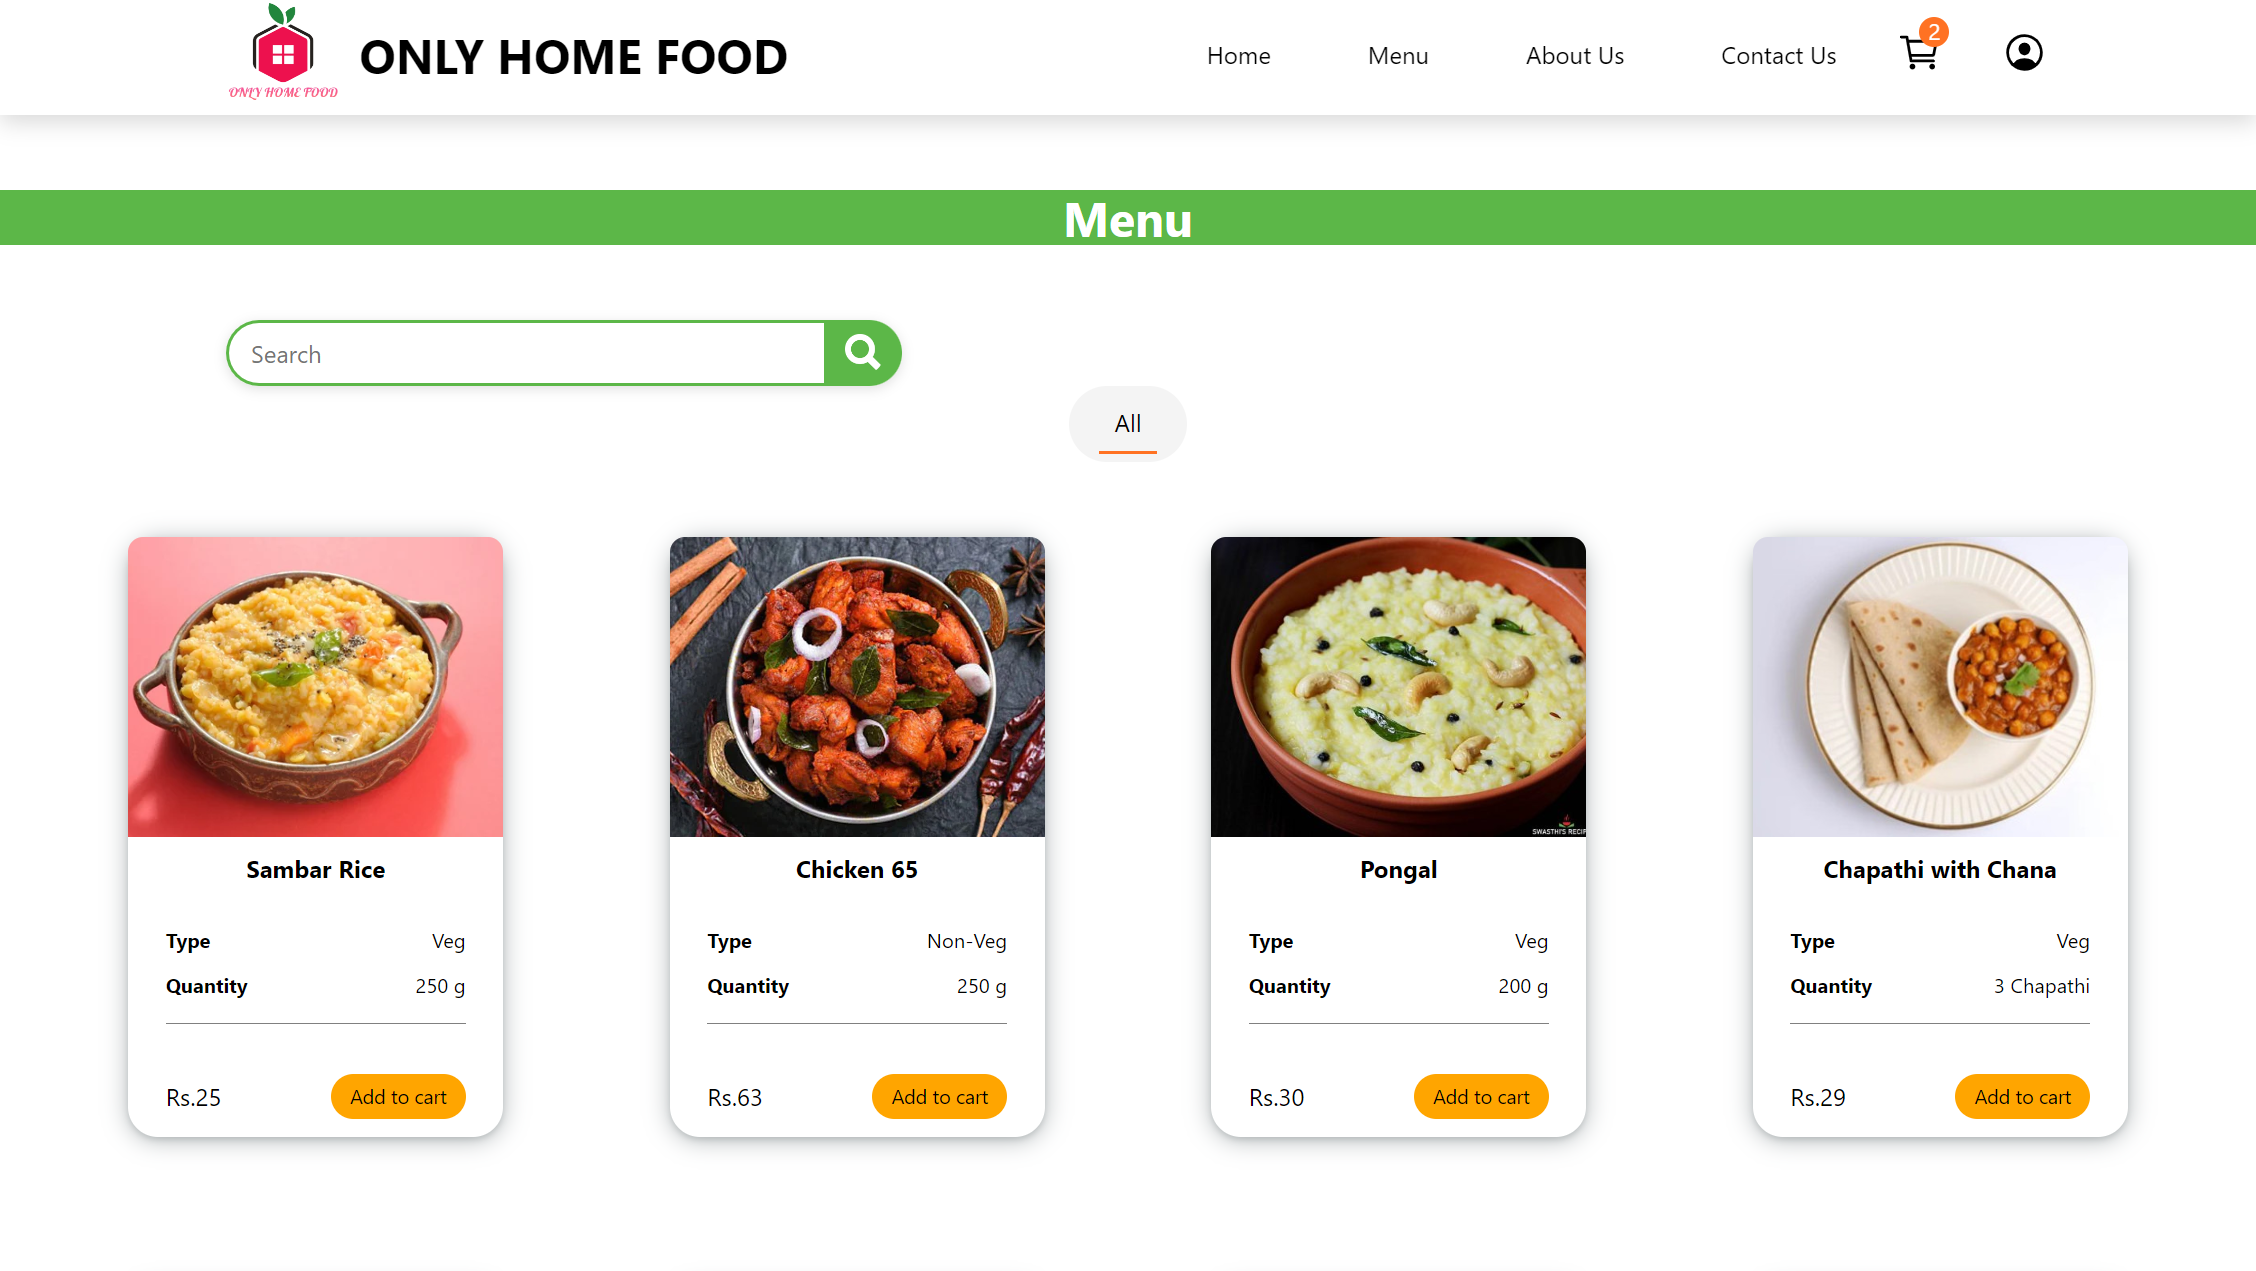 ONLY HOME FOOD
ONLY HOME FOOD
Home
Menu
About Us
Contact Us
2
Menu
Search
All
SWASTHI'S
Sambar Rice
Type Veg
Quantity 250 g
Rs.25
Add to cart
Chicken 65
Type Non-Veg
Quantity 250 g
Rs.63
Add to cart
Pongal
Type Veg
Quantity 200 g
Rs.30
Add to cart
Chapathi with Chana
Type Veg
Quantity 3 Chapathi
Rs.29
Add to cart